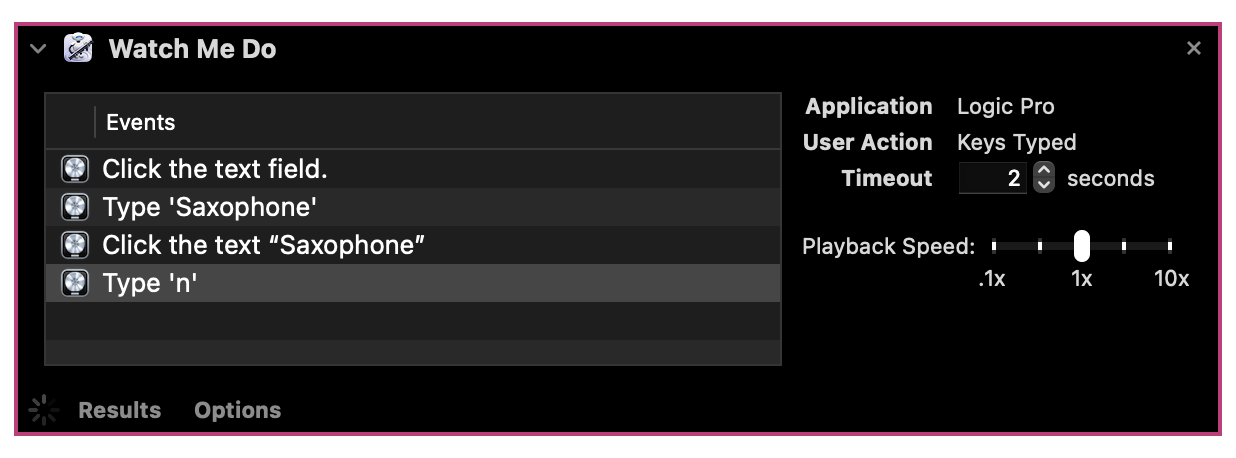 Watch Me Do
Events
Click the text field.
Type 'Saxophone'
Click the text “Saxophone”
Type 'n'
Application Logic Pro
User Action Keys Typed
Timeout 2 seconds
Playback Speed:
.1x 1x 10x
Results Options